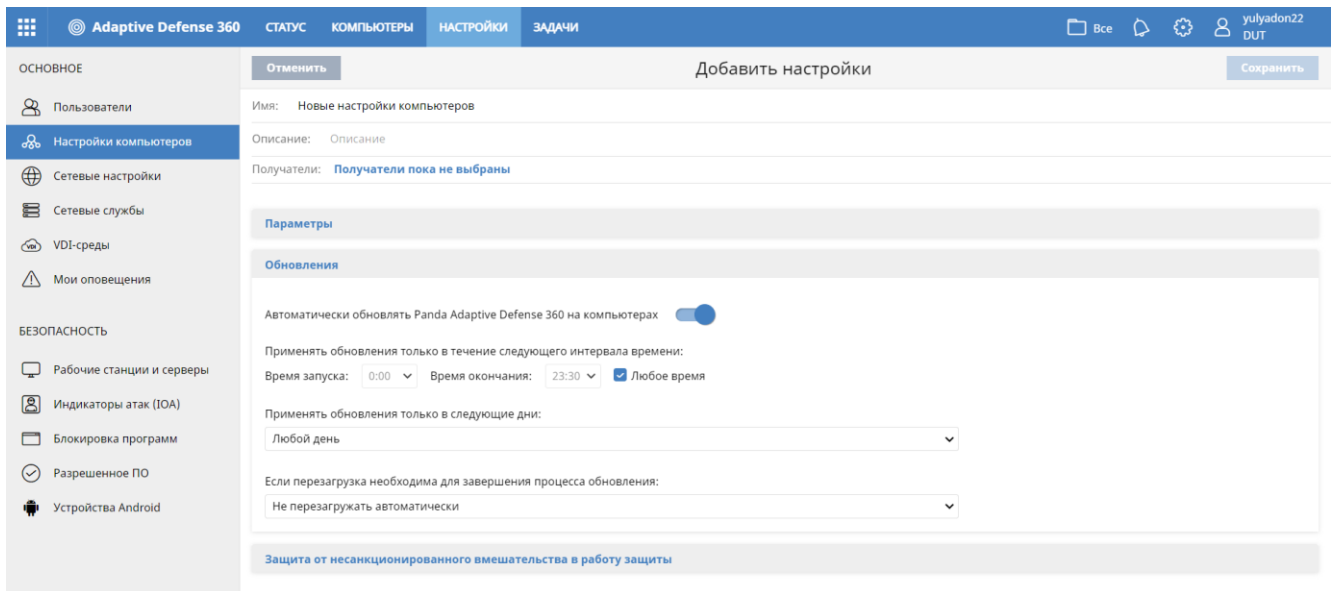 Adaptive Defense 360 СТАТУС КОМПЬЮТЕРЫ НАСТРОЙКИ ЗАДАЧИ Все yulyadon22
DUT
ОСНОВНОЕ
Пользователи
Настройки компьютеров
Сетевые настройки
Сетевые службы
VDI VDI-среды
Мои оповещения
БЕЗОПАСНОСТЬ
Рабочие станции и серверы
Индикаторы атак (IOA)
Блокировка программ
Разрешенное ПО
Устройства Android
Отменить Добавить настройки Сохранить
Имя: Новые настройки компьютеров
Описание: Описание
Получатели: Получатели пока не выбраны
Параметры
Обновления
Автоматически обновлять Panda Adaptive Defense 360 на компьютерах
Применять обновления только в течение следующего интервала времени:
Время запуска: 0:00 Время окончания: 23:30 Любое время
Применять обновления только в следующие дни:
Любой день
Если перезагрузка необходима для завершения процесса обновления:
Не перезагружать автоматически
Защита от несанкционированного вмешательства в работу защиты